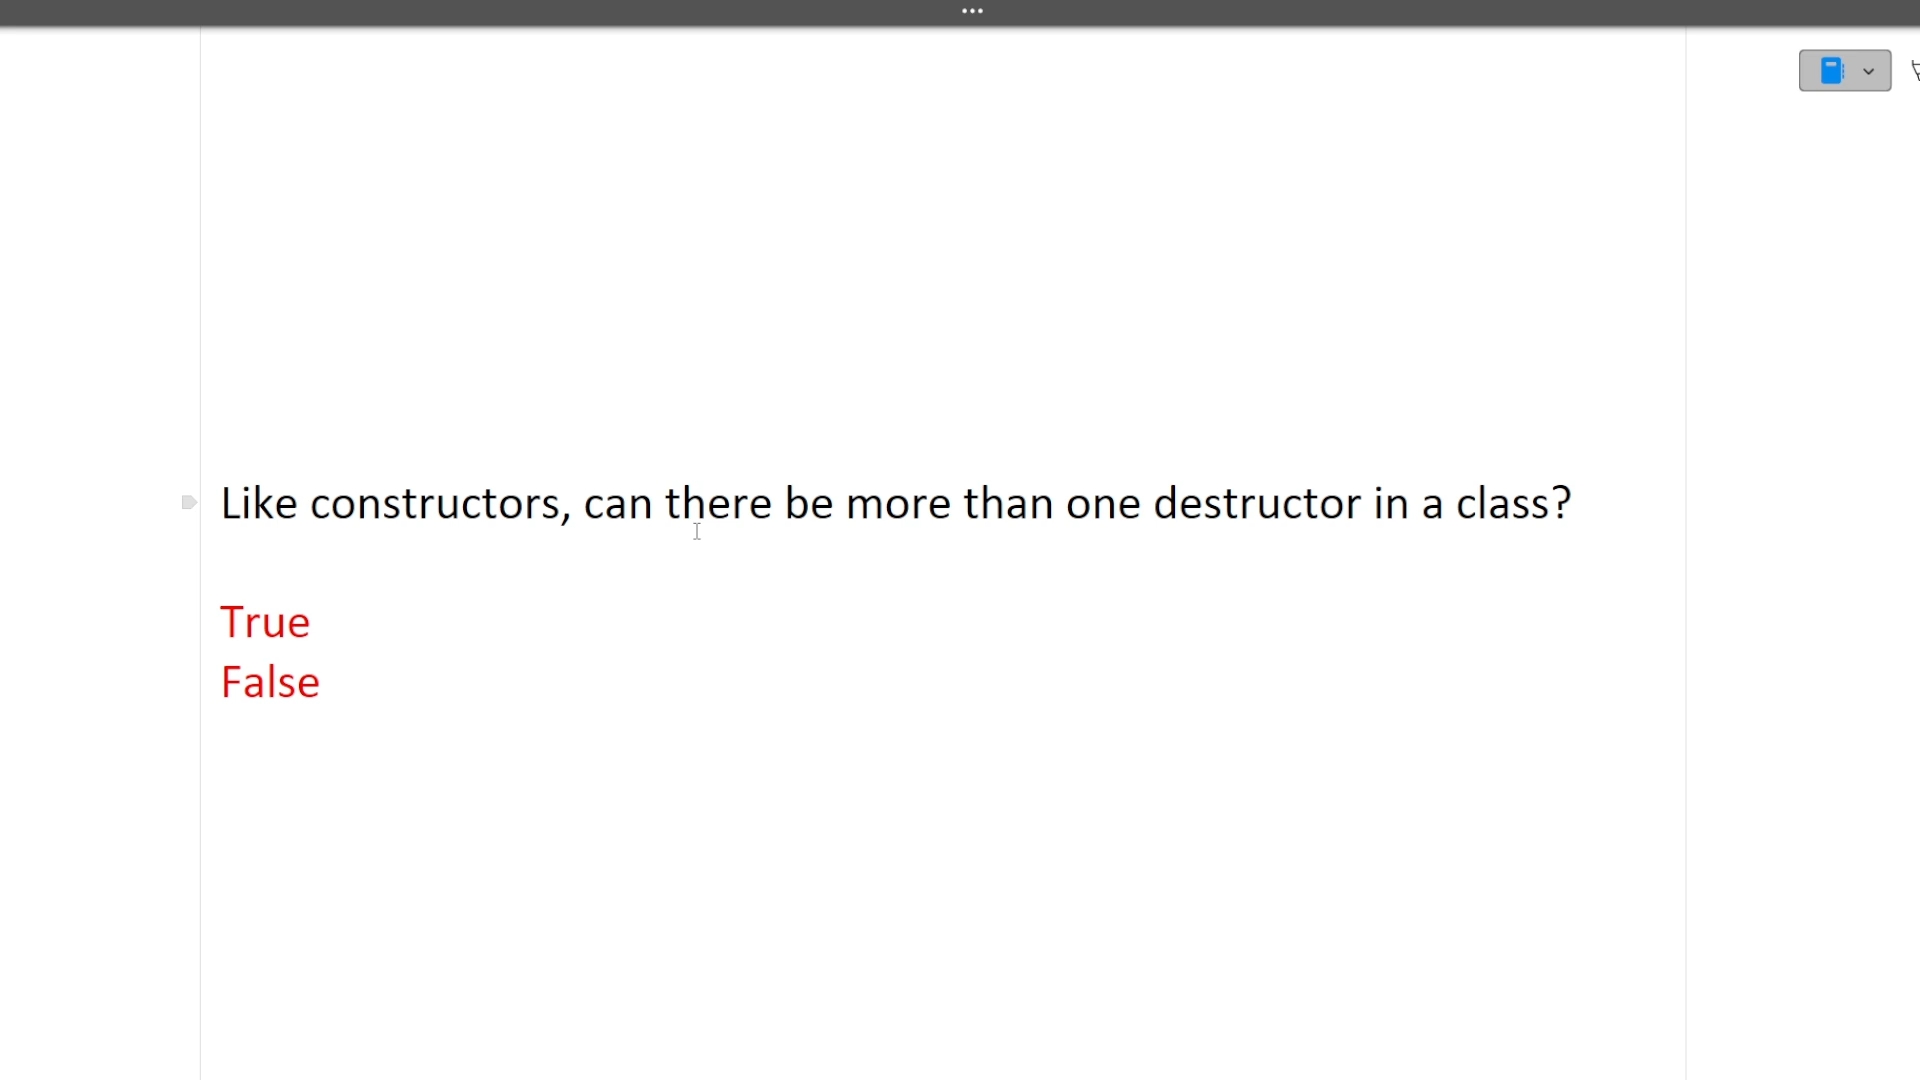 Like constructors, can there be more than one destructor in a class?
True
False